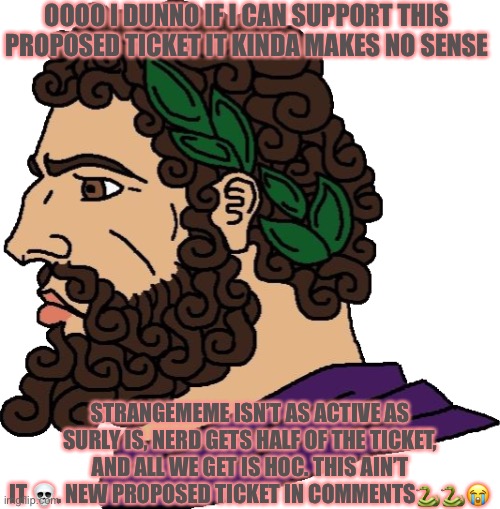 OOOO I DUNNO IF I CAN SUPPORT THIS
PROPOSED TICKET IT KINDA MAKES NO SENSE
STRANGEMEME ISN'T AS ACTIVE AS
SURLY IS, NERD GETS HALF OF THE TICKET,
AND ALL WE GET IS HOC. THIS AIN'T
IT 💀. NEW PROPOSED TICKET IN COMMENTS🐍🐍😭
imgflip.com